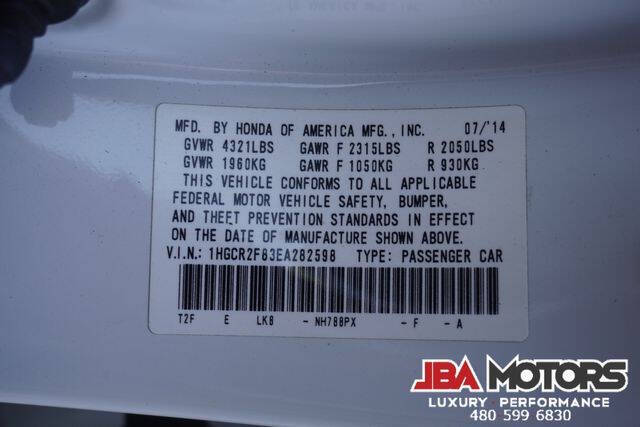 MFD. BY HONDA OF AMERICA MFG., INC. 07/'14
GVWR 4321LBS GAWR F 2315LBS R 2050LBS
GVWR 1960KG GAWR F 1050KG R 930KG
THIS VEHICLE CONFORMS TO ALL APPLICABLE
FEDERAL MOTOR VEHICLE SAFETY, BUMPER,
AND THEFT PREVENTION STANDARDS IN EFFECT
ON THE DATE OF MANUFACTURE SHOWN ABOVE.
V.I.N.: 1HGCR2F83EA282598 TYPE: PASSENGER CAR
T2F E LK8 -NH788PX -F -A
JBA MOTORS
LUXURY • PERFORMANCE
480 599 6830